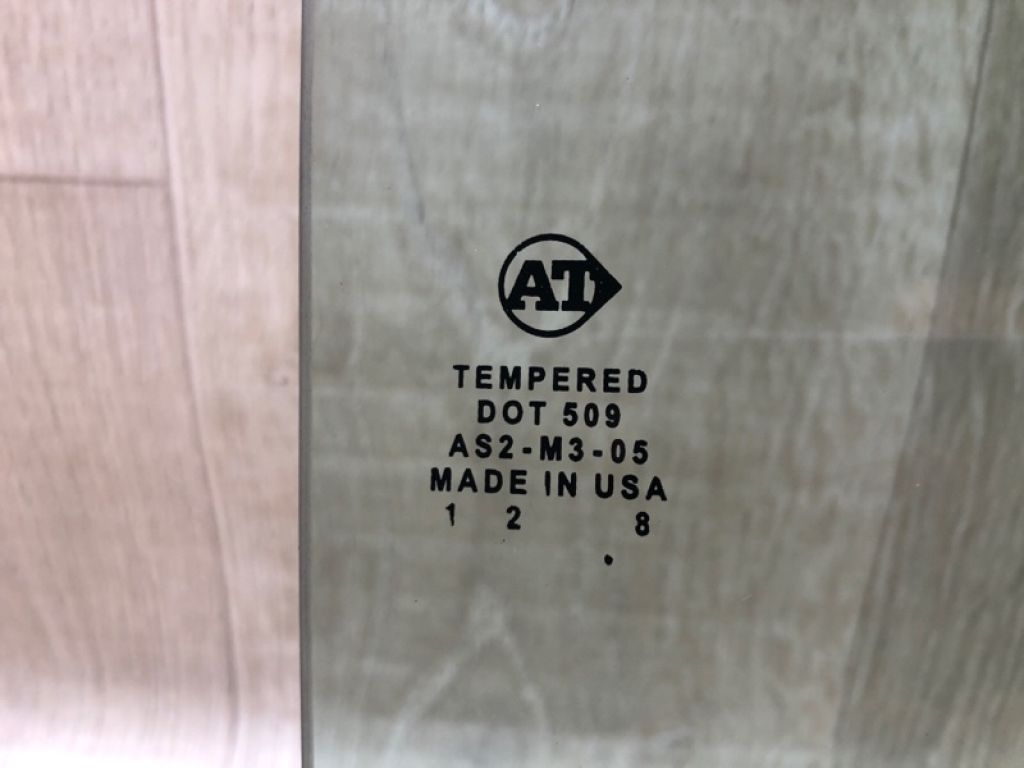 AT
TEMPERED
DOT 509
AS2-M3-05
MADE IN USA
1 2 8